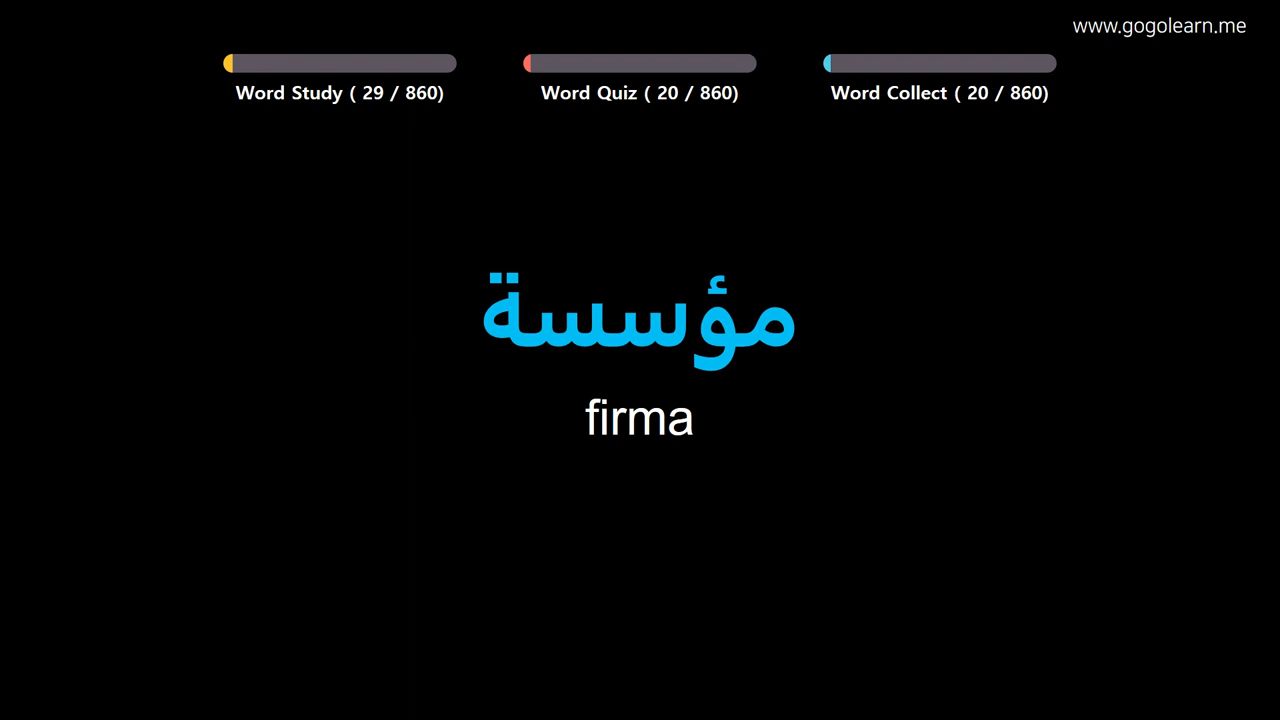 www.gogolearn.me
Word Study ( 29 / 860)
Word Quiz ( 20 / 860)
Word Collect ( 20 / 860)
مؤسسة
firma